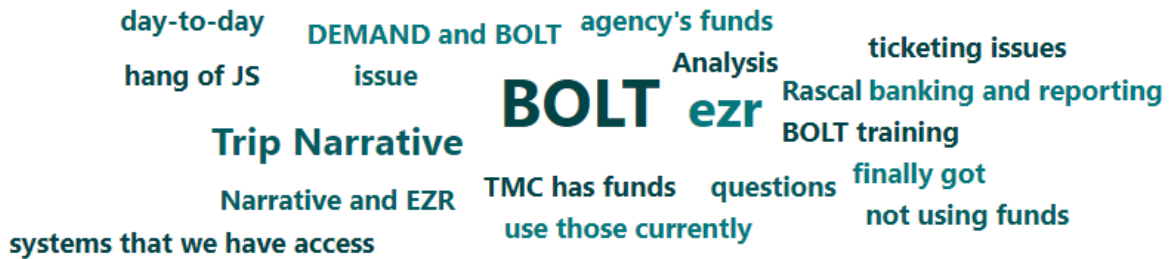 day-to-day
DEMAND and BOLT
agency's funds
ticketing issues
hang of JS
issue
Analysis
BOLT
ezr
Rascal
banking and reporting
Trip Narrative
BOLT training
finally got
Narrative and EZR
TMC has funds
questions
not using funds
use those currently
systems that we have access